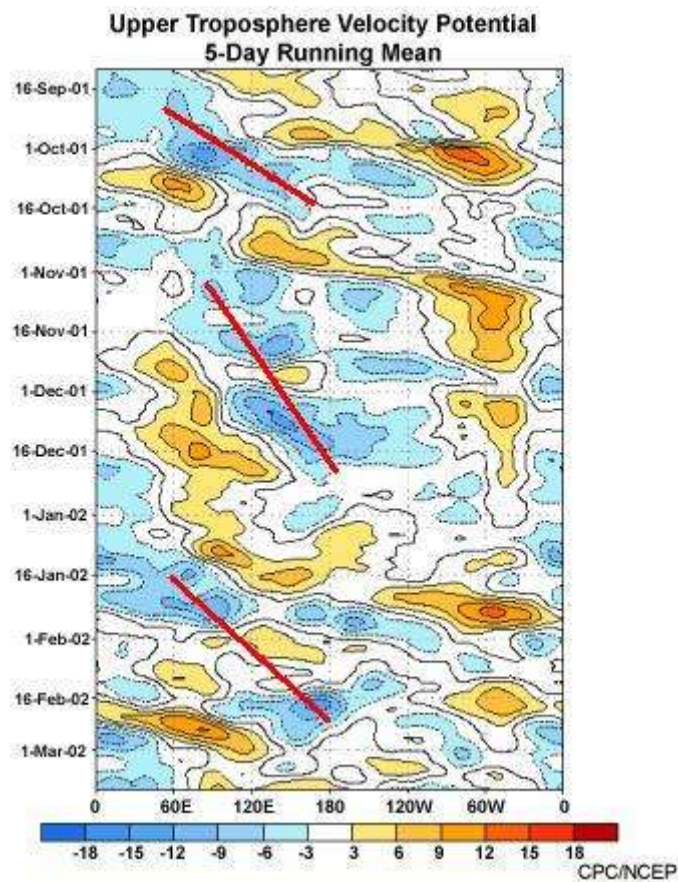 Upper Troposphere Velocity Potential
5-Day Running Mean
16-Sep-01
1-Oct-01
16-Oct-01
1-Nov-01
16-Nov-01
1-Dec-01
16-Dec-01
1-Jan-02
16-Jan-02
1-Feb-02
16-Feb-02
1-Mar-02
0 60E 120E 180 120W 60W 0
-18 -15 -12 -9 -6 -3 3 6 9 12 15 18
CPC/NCEP